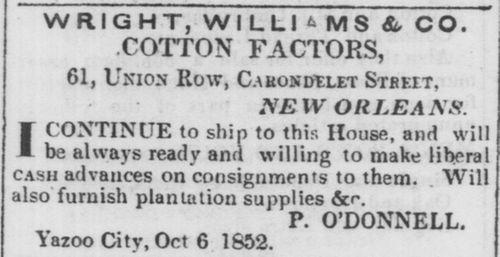 WRIGHT, WILLIAMS & CO.
COTTON FACTORS,
61, UNION ROW, CARONDELET STREET,
NEW ORLEANS.
I CONTINUE to ship to this House, and will
be always ready and willing to make liberal
CASH advances on consignments to them. Will
also furnish plantation supplies &c.
P. O'DONNELL.
Yazoo City, Oct 6 1852.